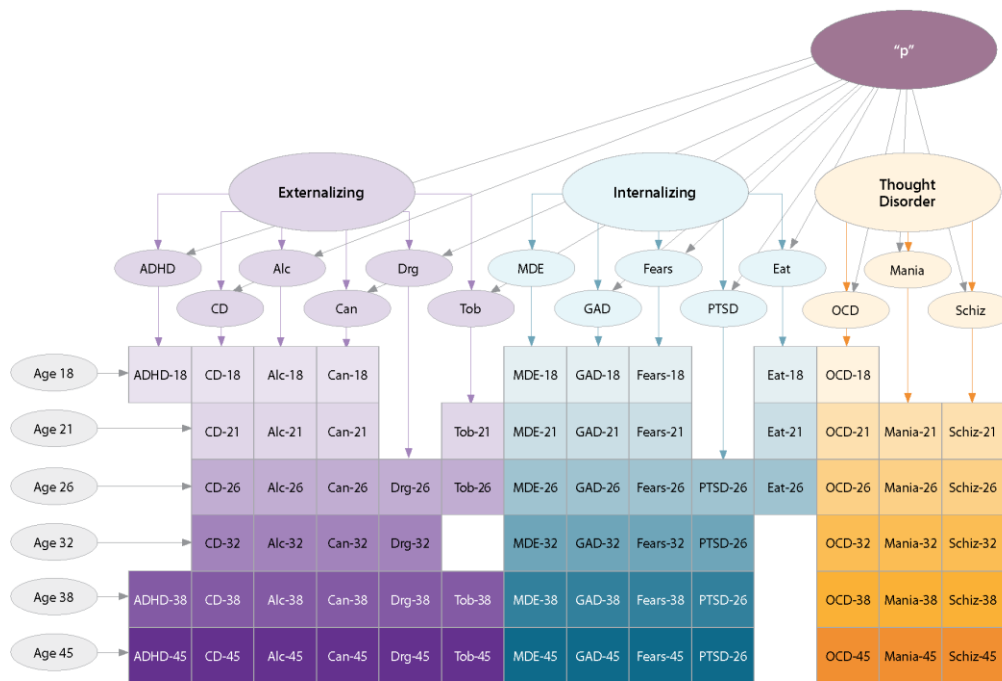 “p”
Externalizing
Internalizing
Thought
Disorder
ADHD
Alc
Drg
MDE
Fears
Eat
Mania
CD
Can
Tob
GAD
PTSD
OCD
Schiz
Age 18
ADHD-18 CD-18 Alc-18 Can-18 MDE-18 GAD-18 Fears-18 Eat-18 OCD-18
Age 21
CD-21 Alc-21 Can-21 Tob-21 MDE-21 GAD-21 Fears-21 Eat-21 OCD-21 Mania-21 Schiz-21
Age 26
CD-26 Alc-26 Can-26 Drg-26 Tob-26 MDE-26 GAD-26 Fears-26 PTSD-26 Eat-26 OCD-26 Mania-26 Schiz-26
Age 32
CD-32 Alc-32 Can-32 Drg-32 MDE-32 GAD-32 Fears-32 PTSD-26 OCD-32 Mania-32 Schiz-32
Age 38
ADHD-38 CD-38 Alc-38 Can-38 Drg-38 Tob-38 MDE-38 GAD-38 Fears-38 PTSD-26 OCD-38 Mania-38 Schiz-38
Age 45
ADHD-45 CD-45 Alc-45 Can-45 Drg-45 Tob-45 MDE-45 GAD-45 Fears-45 PTSD-26 OCD-45 Mania-45 Schiz-45